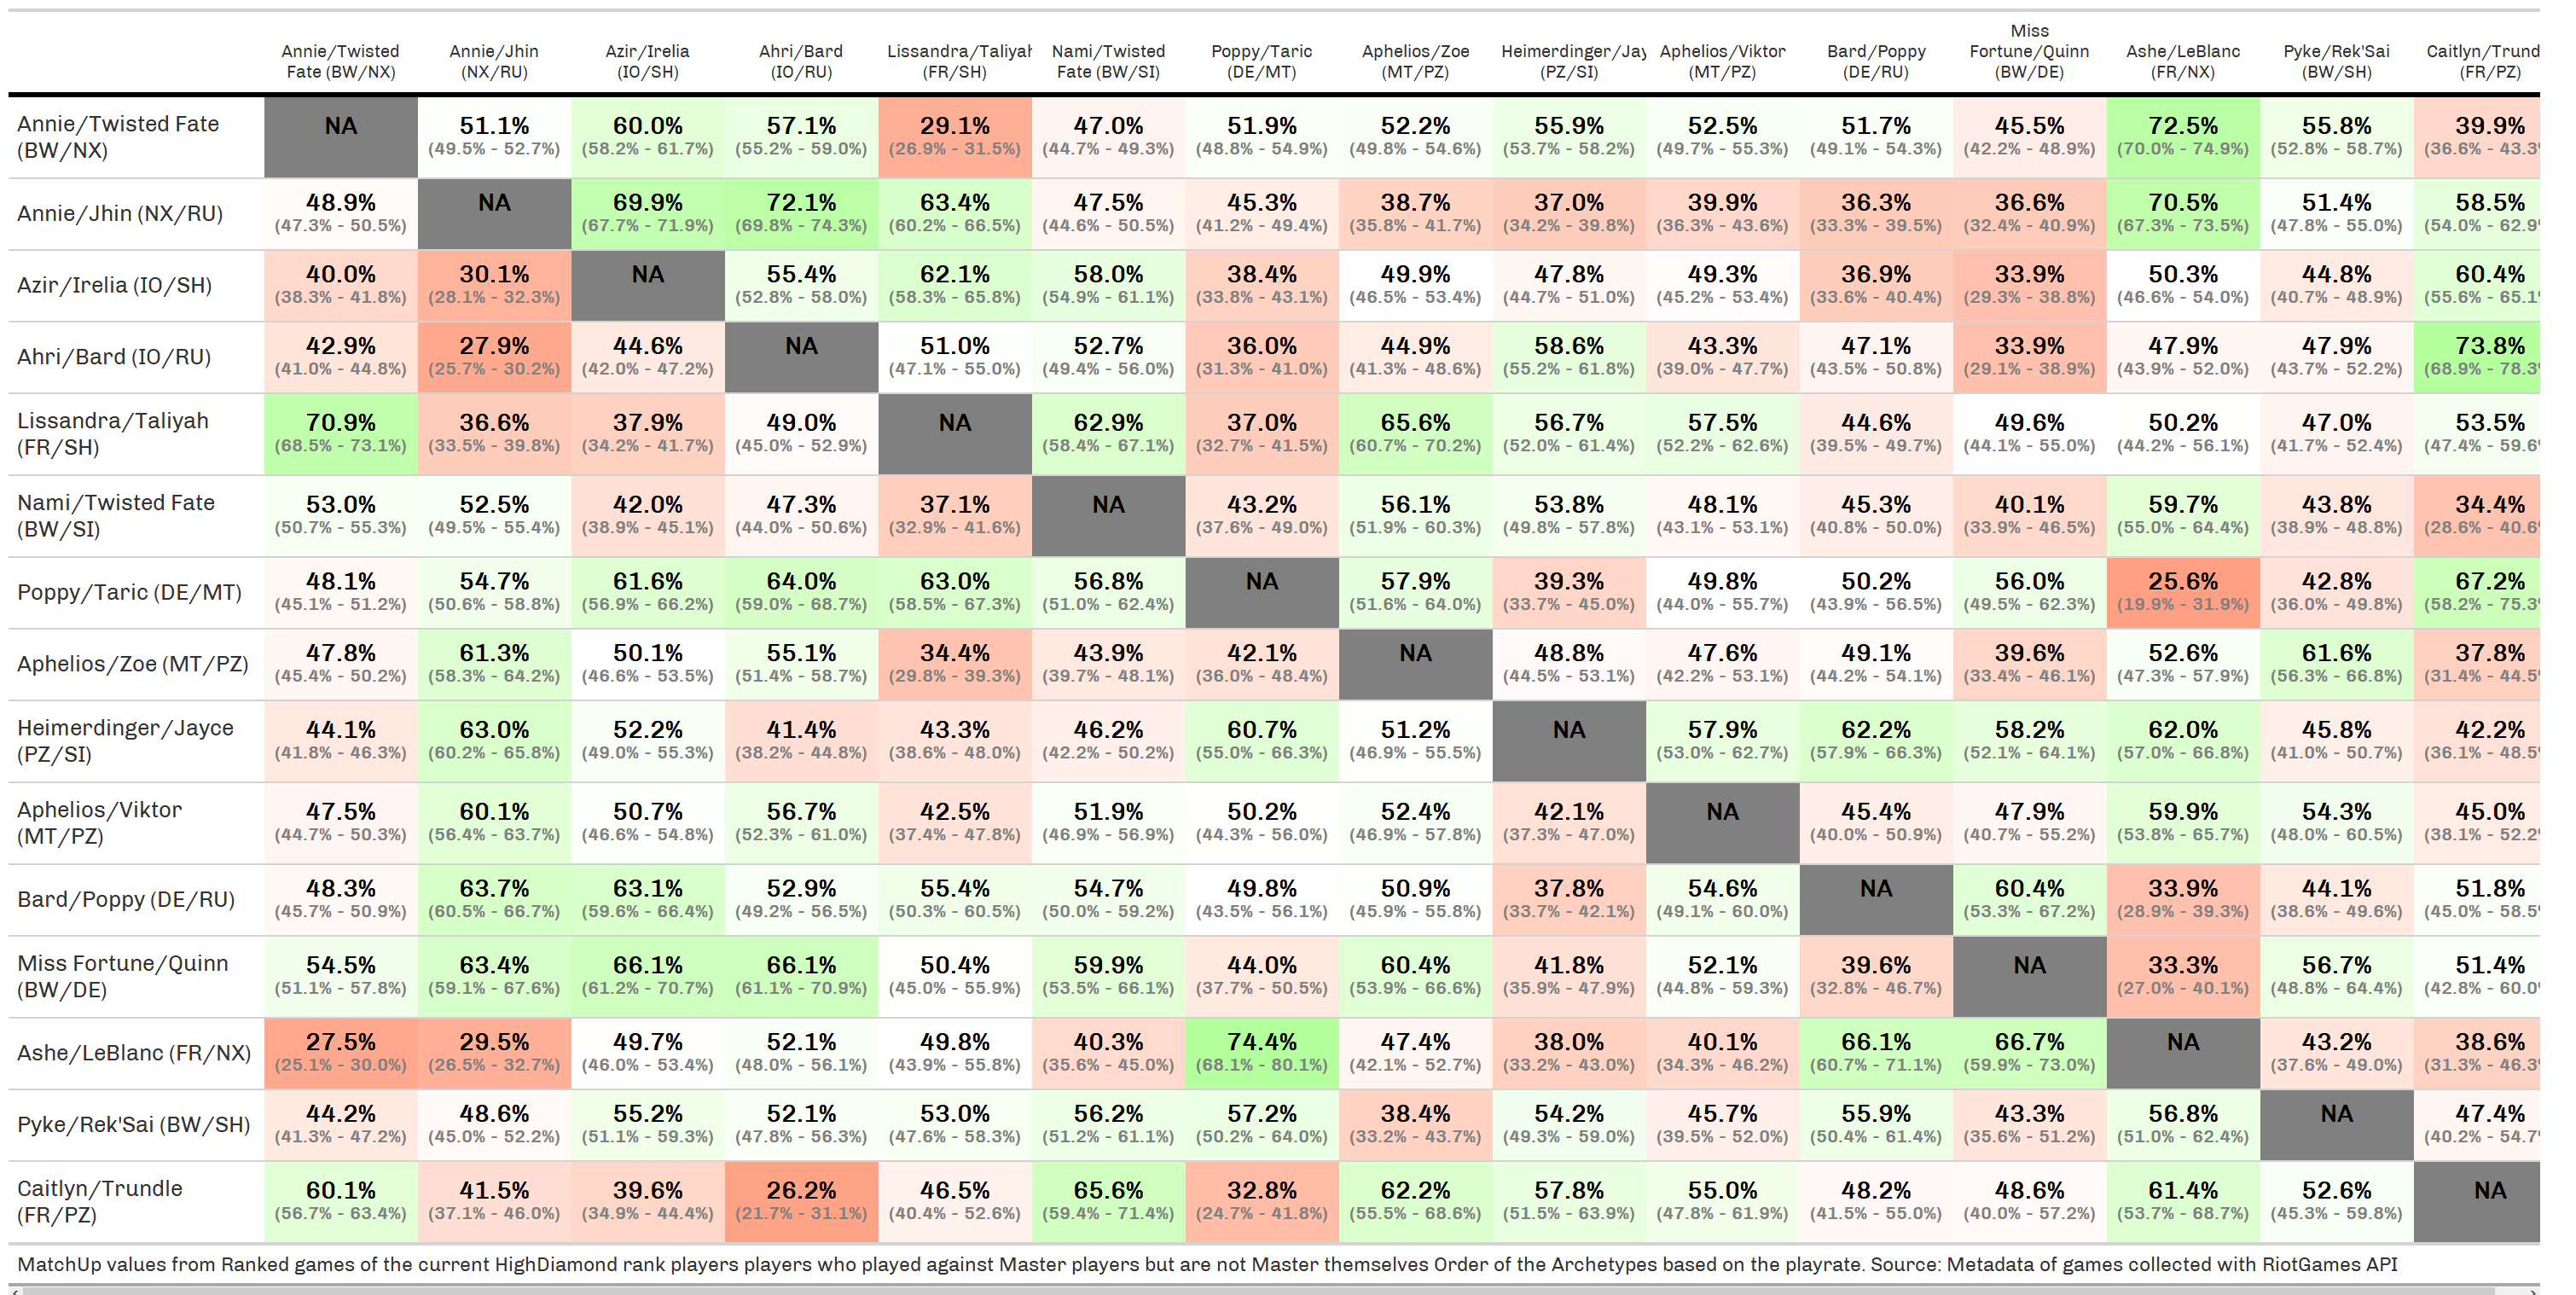 Miss
Annie/Twisted Annie/Jhin Azir/Irelia Ahri/Bard Lissandra/Taliyah Nami/Twisted Poppy/Taric Aphelios/Zoe Heimerdinger/Jay Aphelios/Viktor Bard/Poppy Fortune/Quinn Ashe/LeBlanc Pyke/Rek'Sai Caitlyn/Trund
Fate (BW/NX) (NX/RU) (IO/SH) (IO/RU) (FR/SH) Fate (BW/SI) (DE/MT) (MT/PZ) (PZ/SI) (MT/PZ) (DE/RU) (BW/DE) (FR/NX) (BW/SH) (FR/PZ)
Annie/Twisted Fate NA 51.1% 60.0% 57.1% 29.1% 47.0% 51.9% 52.2% 55.9% 52.5% 51.7% 45.5% 72.5% 55.8% 39.9%
(BW/NX) (49.5% - 52.7%) (58.2% - 61.7%) (55.2% - 59.0%) (26.9% - 31.5%) (44.7% - 49.3%) (48.8% - 54.9%) (49.8% - 54.6%) (53.7% - 58.2%) (49.7% - 55.3%) (49.1% - 54.3%) (42.2% - 48.9%) (70.0% - 74.9%) (52.8% - 58.7%) (36.6% - 43.3%
Annie/Jhin (NX/RU) 48.9% NA 69.9% 72.1% 63.4% 47.5% 45.3% 38.7% 37.0% 39.9% 36.3% 36.6% 70.5% 51.4% 58.5%
(47.3% - 50.5%) (67.7% - 71.9%) (69.8% - 74.3%) (60.2% - 66.5%) (44.6% - 50.5%) (41.2% - 49.4%) (35.8% - 41.7%) (34.2% - 39.8%) (36.3% - 43.6%) (33.3% - 39.5%) (32.4% - 40.9%) (67.3% - 73.5%) (47.8% - 55.0%) (54.0% - 62.9%
Azir/Irelia (IO/SH) 40.0% 30.1% NA 55.4% 62.1% 58.0% 38.4% 49.9% 47.8% 49.3% 36.9% 33.9% 50.3% 44.8% 60.4%
(38.3% - 41.8%) (28.1% - 32.3%) (52.8% - 58.0%) (58.3% - 65.8%) (54.9% - 61.1%) (33.8% - 43.1%) (46.5% - 53.4%) (44.7% - 51.0%) (45.2% - 53.4%) (33.6% - 40.4%) (29.3% - 38.8%) (46.6% - 54.0%) (40.7% - 48.9%) (55.6% - 65.1%
Ahri/Bard (IO/RU) 42.9% 27.9% 44.6% NA 51.0% 52.7% 36.0% 44.9% 58.6% 43.3% 47.1% 33.9% 47.9% 47.9% 73.8%
(41.0% - 44.8%) (25.7% - 30.2%) (42.0% - 47.2%) (47.1% - 55.0%) (49.4% - 56.0%) (31.3% - 41.0%) (41.3% - 48.6%) (55.2% - 61.8%) (39.0% - 47.7%) (43.5% - 50.8%) (29.1% - 38.9%) (43.9% - 52.0%) (43.7% - 52.2%) (68.9% - 78.3%
Lissandra/Taliyah 70.9% 36.6% 37.9% 49.0% NA 62.9% 37.0% 65.6% 56.7% 57.5% 44.6% 49.6% 50.2% 47.0% 53.5%
(FR/SH) (68.5% - 73.1%) (33.5% - 39.8%) (34.2% - 41.7%) (45.0% - 52.9%) (58.4% - 67.1%) (32.7% - 41.5%) (60.7% - 70.2%) (52.0% - 61.4%) (52.2% - 62.6%) (39.5% - 49.7%) (44.1% - 55.0%) (44.2% - 56.1%) (41.7% - 52.4%) (47.4% - 59.6%
Nami/Twisted Fate 53.0% 52.5% 42.0% 47.3% 37.1% NA 43.2% 56.1% 53.8% 48.1% 45.3% 40.1% 59.7% 43.8% 34.4%
(BW/SI) (50.7% - 55.3%) (49.5% - 55.4%) (38.9% - 45.1%) (44.0% - 50.6%) (32.9% - 41.6%) (37.6% - 49.0%) (51.9% - 60.3%) (49.8% - 57.8%) (43.1% - 53.1%) (40.8% - 50.0%) (33.9% - 46.5%) (55.0% - 64.4%) (38.9% - 48.8%) (28.6% - 40.6%
Poppy/Taric (DE/MT) 48.1% 54.7% 61.6% 64.0% 63.0% 56.8% NA 57.9% 39.3% 49.8% 50.2% 56.0% 25.6% 42.8% 67.2%
(45.1% - 51.2%) (50.6% - 58.8%) (56.9% - 66.2%) (59.0% - 68.7%) (58.5% - 67.3%) (51.0% - 62.4%) (51.6% - 64.0%) (33.7% - 45.0%) (44.0% - 55.7%) (43.9% - 56.5%) (49.5% - 62.3%) (19.9% - 31.9%) (36.0% - 49.8%) (58.2% - 75.3%
Aphelios/Zoe (MT/PZ) 47.8% 61.3% 50.1% 55.1% 34.4% 43.9% 42.1% NA 48.8% 47.6% 49.1% 39.6% 52.6% 61.6% 37.8%
(45.4% - 50.2%) (58.3% - 64.2%) (46.6% - 53.5%) (51.4% - 58.7%) (29.8% - 39.3%) (39.7% - 48.1%) (36.0% - 48.4%) (44.5% - 53.1%) (42.2% - 53.1%) (44.2% - 54.1%) (33.4% - 46.1%) (47.3% - 57.9%) (56.3% - 66.8%) (31.4% - 44.5%
Heimerdinger/Jayce 44.1% 63.0% 52.2% 41.4% 43.3% 46.2% 60.7% 51.2% NA 57.9% 62.2% 58.2% 62.0% 45.8% 42.2%
(PZ/SI) (41.8% - 46.3%) (60.2% - 65.8%) (49.0% - 55.3%) (38.2% - 44.8%) (38.6% - 48.0%) (42.2% - 50.2%) (55.0% - 66.3%) (46.9% - 55.5%) (53.0% - 62.7%) (57.9% - 66.3%) (52.1% - 64.1%) (57.0% - 66.8%) (41.0% - 50.7%) (36.1% - 48.5%
Aphelios/Viktor 47.5% 60.1% 50.7% 56.7% 42.5% 51.9% 50.2% 52.4% 42.1% NA 45.4% 47.9% 59.9% 54.3% 45.0%
(MT/PZ) (44.7% - 50.3%) (56.4% - 63.7%) (46.6% - 54.8%) (52.3% - 61.0%) (37.4% - 47.8%) (46.9% - 56.9%) (44.3% - 56.0%) (46.9% - 57.8%) (37.3% - 47.0%) (40.0% - 50.9%) (40.7% - 55.2%) (53.8% - 65.7%) (48.0% - 60.5%) (38.1% - 52.2%
Bard/Poppy (DE/RU) 48.3% 63.7% 63.1% 52.9% 55.4% 54.7% 49.8% 50.9% 37.8% 54.6% NA 60.4% 33.9% 44.1% 51.8%
(45.7% - 50.9%) (60.5% - 66.7%) (59.6% - 66.4%) (49.2% - 56.5%) (50.3% - 60.5%) (50.0% - 59.2%) (43.5% - 56.1%) (45.9% - 55.8%) (33.7% - 42.1%) (49.1% - 60.0%) (53.3% - 67.2%) (28.9% - 39.3%) (38.6% - 49.6%) (45.0% - 58.5%
Miss Fortune/Quinn 54.5% 63.4% 66.1% 66.1% 50.4% 59.9% 44.0% 60.4% 41.8% 52.1% 39.6% NA 33.3% 56.7% 51.4%
(BW/DE) (51.1% - 57.8%) (59.1% - 67.6%) (61.2% - 70.7%) (61.1% - 70.9%) (45.0% - 55.9%) (53.5% - 66.1%) (37.7% - 50.5%) (53.9% - 66.6%) (35.9% - 47.9%) (44.8% - 59.3%) (32.8% - 46.7%) (27.0% - 40.1%) (48.8% - 64.4%) (42.8% - 60.0%
Ashe/LeBlanc (FR/NX) 27.5% 29.5% 49.7% 52.1% 49.8% 40.3% 74.4% 47.4% 38.0% 40.1% 66.1% 66.7% NA 43.2% 38.6%
(25.1% - 30.0%) (26.5% - 32.7%) (46.0% - 53.4%) (48.0% - 56.1%) (43.9% - 55.8%) (35.6% - 45.0%) (68.1% - 80.1%) (42.1% - 52.7%) (33.2% - 43.0%) (34.3% - 46.2%) (60.7% - 71.1%) (59.9% - 73.0%) (37.6% - 49.0%) (31.3% - 46.3%
Pyke/Rek'Sai (BW/SH) 44.2% 48.6% 55.2% 52.1% 53.0% 56.2% 57.2% 38.4% 54.2% 45.7% 55.9% 43.3% 56.8% NA 47.4%
(41.3% - 47.2%) (45.0% - 52.2%) (51.1% - 59.3%) (47.8% - 56.3%) (47.6% - 58.3%) (51.2% - 61.1%) (50.2% - 64.0%) (33.2% - 43.7%) (49.3% - 59.0%) (39.5% - 52.0%) (50.4% - 61.4%) (35.6% - 51.2%) (51.0% - 62.4%) (40.2% - 54.7%
Caitlyn/Trundle 60.1% 41.5% 39.6% 26.2% 46.5% 65.6% 32.8% 62.2% 57.8% 55.0% 48.2% 48.6% 61.4% 52.6% NA
(FR/PZ) (56.7% - 63.4%) (37.1% - 46.0%) (34.9% - 44.4%) (21.7% - 31.1%) (40.4% - 52.6%) (59.4% - 71.4%) (24.7% - 41.8%) (55.5% - 68.6%) (51.5% - 63.9%) (47.8% - 61.9%) (41.5% - 55.0%) (40.0% - 57.2%) (53.7% - 68.7%) (45.3% - 59.8%)
MatchUp values from Ranked games of the current HighDiamond rank players players who played against Master players but are not Master themselves Order of the Archetypes based on the playrate. Source: Metadata of games collected with RiotGames API